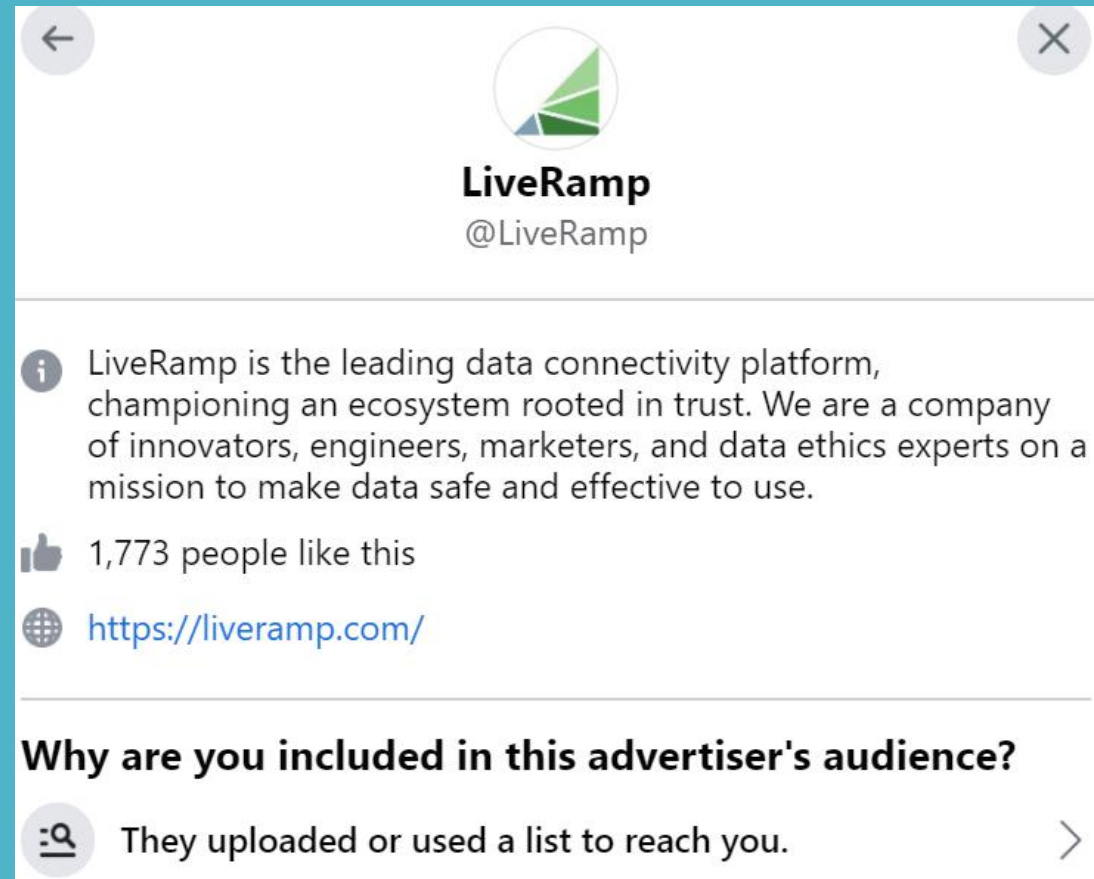 LiveRamp
@LiveRamp
LiveRamp is the leading data connectivity platform,
championing an ecosystem rooted in trust. We are a company
of innovators, engineers, marketers, and data ethics experts on a
mission to make data safe and effective to use.
1,773 people like this
https://liveramp.com/
Why are you included in this advertiser's audience?
They uploaded or used a list to reach you.